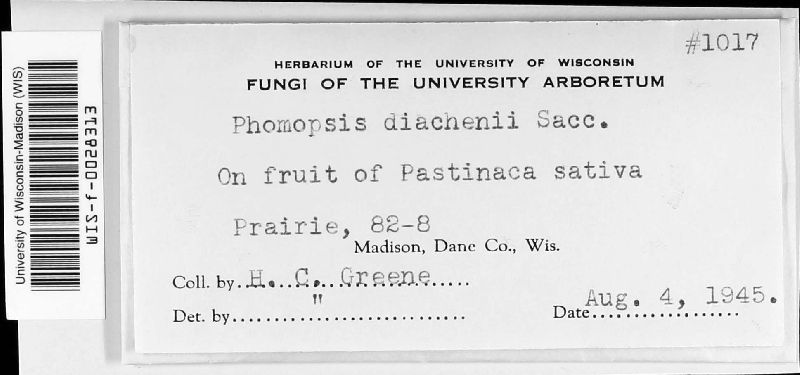 #1017
HERBARIUM OF THE UNIVERSITY OF WISCONSIN
FUNGI OF THE UNIVERSITY ARBORETUM
Phomopsis diachenii Sacc.
On fruit of Pastinaca sativa
Prairie, 82-8
Madison, Dane Co., Wis.
Coll. by. H. C. Greene
Det. by "
Date Aug. 4, 1945.
University of Wisconsin-Madison (WIS)
WIS-f-0058313